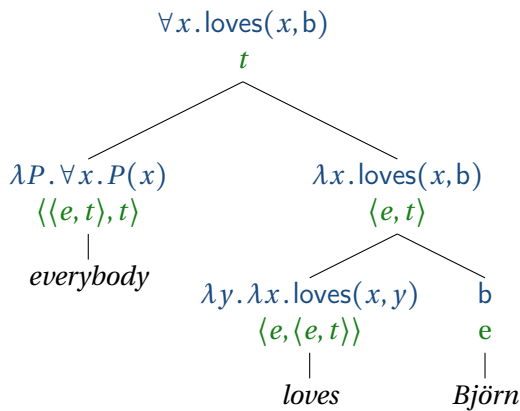 ∀x.loves(x,b)
t
λP.∀x.P(x) λx.loves(x,b)
⟨⟨e,t⟩,t⟩ ⟨e,t⟩
everybody λy.λx.loves(x,y) b
⟨e,⟨e,t⟩⟩ e
loves Björn